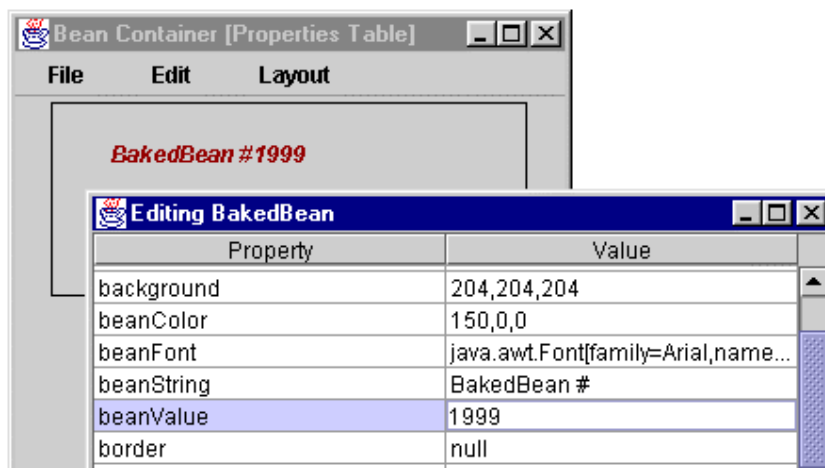 Bean Container [Properties Table]
File Edit Layout
BakedBean #1999
Editing BakedBean
Property Value
background 204,204,204
beanColor 150,0,0
beanFont java.awt.Font[family=Arial,name...
beanString BakedBean #
beanValue 1999
border null